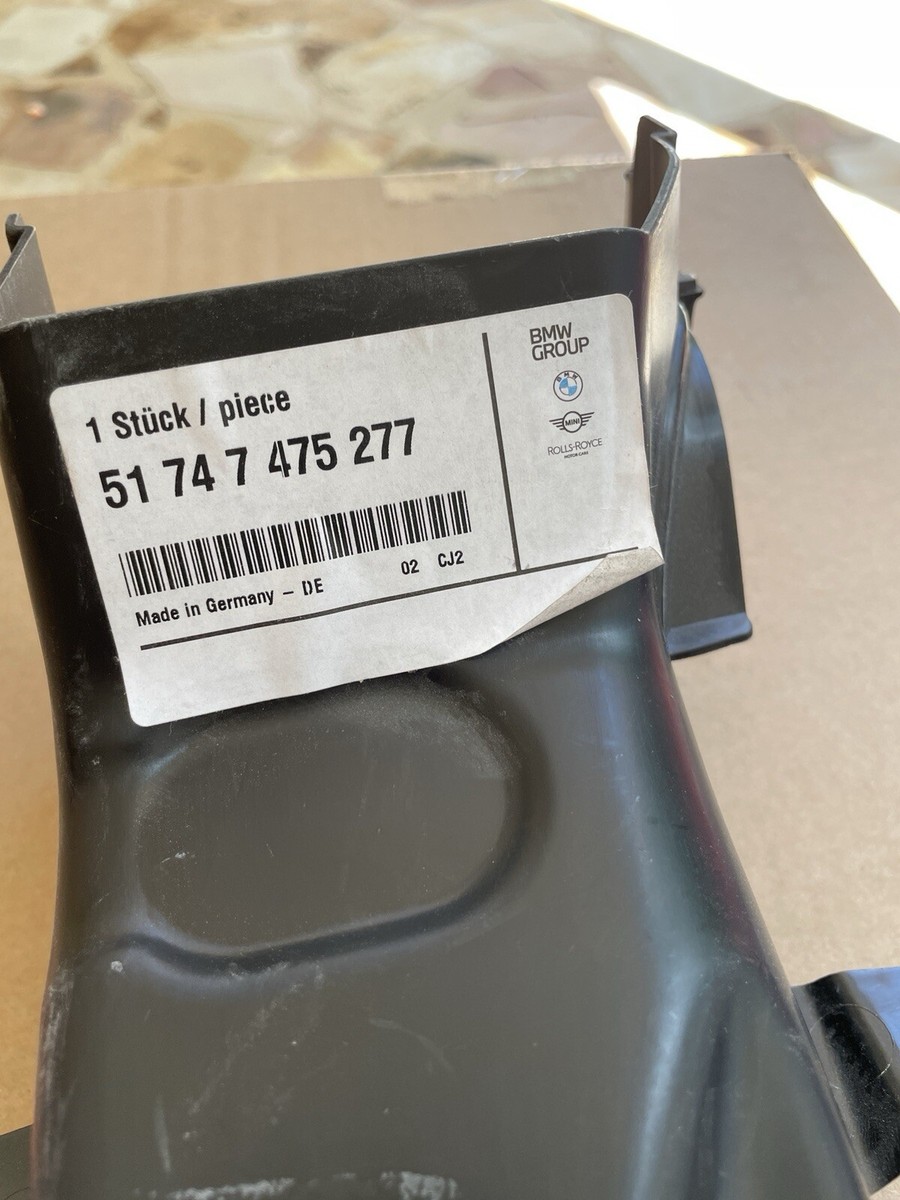 1 Stück / piece
51 74 7 475 277
Made in Germany – DE 02 CJ2
BMW
GROUP
BMW
MINI
ROLLS-ROYCE
MOTOR CARS